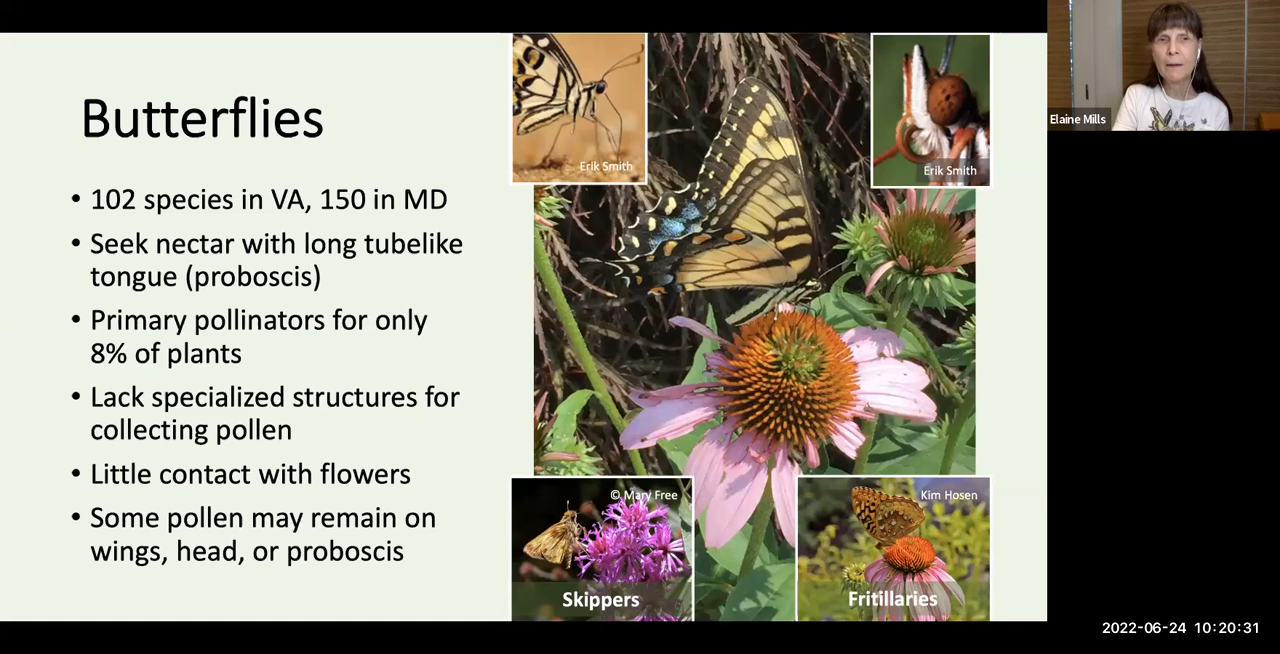 Butterflies
• 102 species in VA, 150 in MD
• Seek nectar with long tubelike
tongue (proboscis)
• Primary pollinators for only
8% of plants
• Lack specialized structures for
collecting pollen
• Little contact with flowers
• Some pollen may remain on
wings, head, or proboscis
Erik Smith
Erik Smith
© Mary Free
Skippers
Kim Hosen
Fritillaries
Elaine Mills
2022-06-24 10:20:31